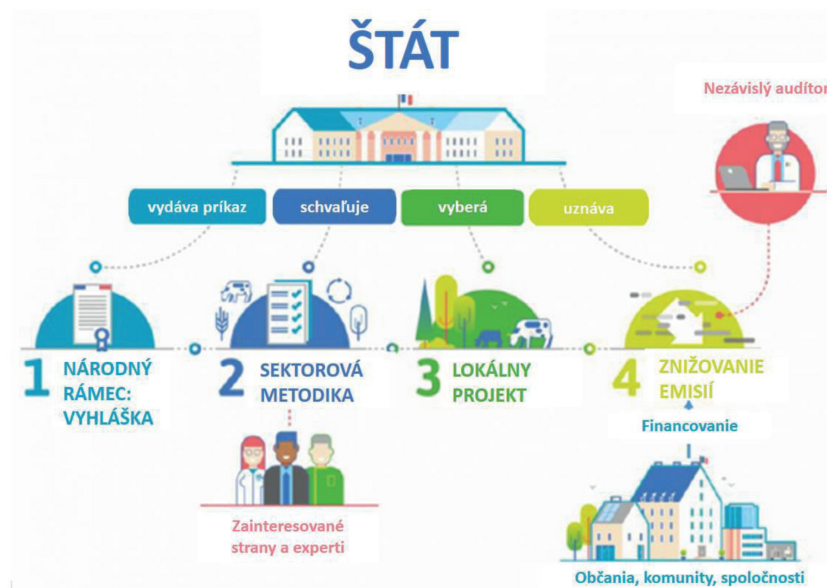 ŠTÁT
Nezávislý audítor
vydáva príkaz
schvaľuje
vyberá
uznáva
1 NÁRODNÝ
RÁMEC:
VYHLÁŠKA
2 SEKTOROVÁ
METODIKA
3 LOKÁLNY
PROJEKT
4 ZNIŽOVANIE
EMISIÍ
Financovanie
Zainteresované
strany a experti
Občania, komunity, spoločnosti